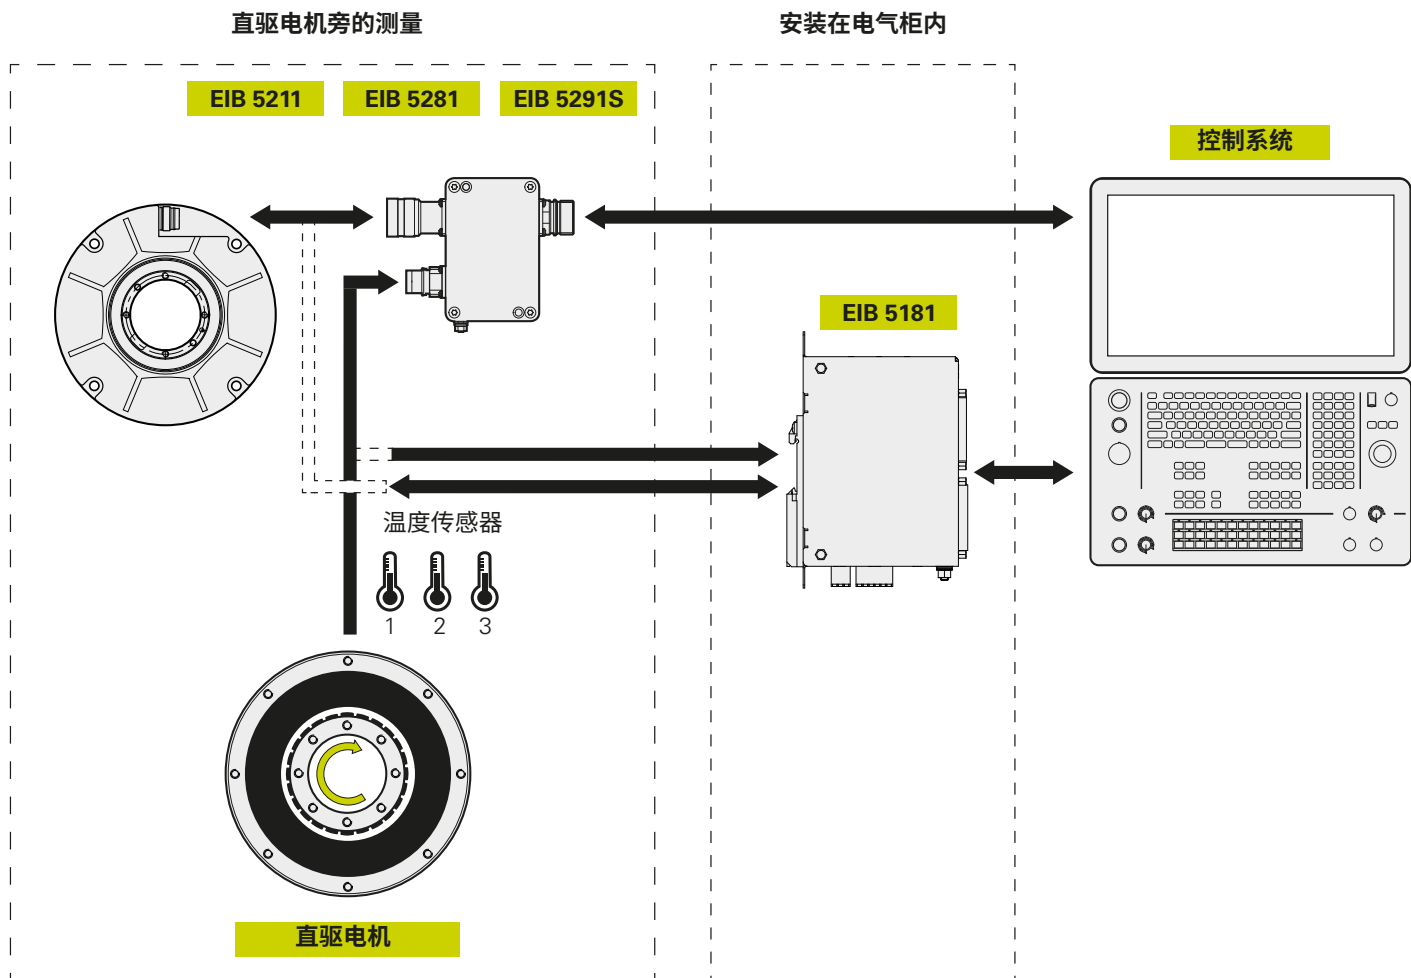 直驱电机旁的测量
安装在电气柜内
EIB 5211
EIB 5281
EIB 5291S
控制系统
EIB 5181
温度传感器
1
2
3
直驱电机